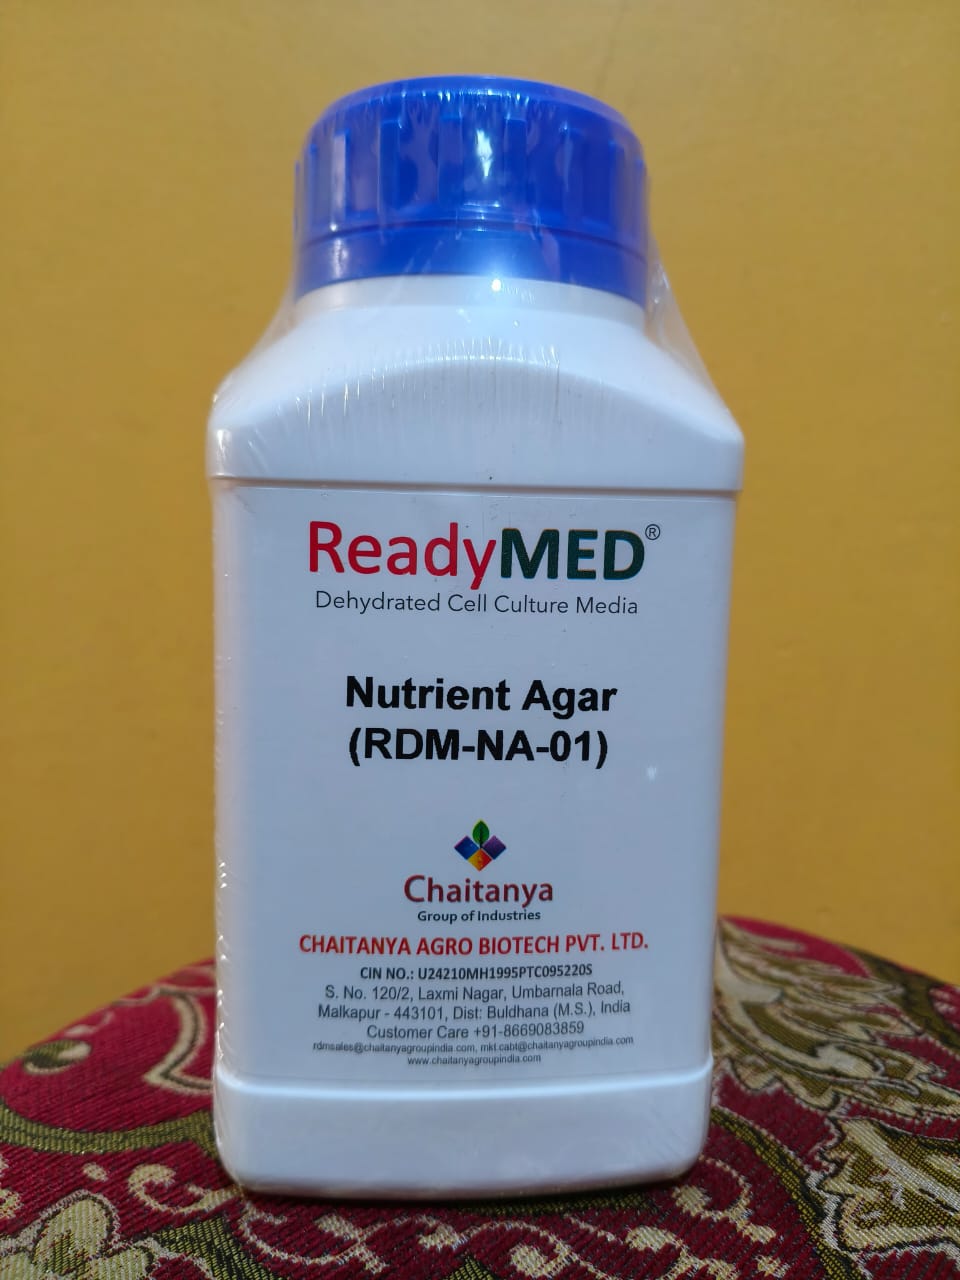 ReadyMED®
Dehydrated Cell Culture Media
Nutrient Agar
(RDM-NA-01)
Chaitanya
Group of Industries
CHAITANYA AGRO BIOTECH PVT. LTD.
CIN NO.: U24210MH1995PTC095220S
S. No. 120/2, Laxmi Nagar, Umbarnala Road,
Malkapur - 443101, Dist: Buldhana (M.S.), India
Customer Care +91-8669083859
rdmsales@chaitanyagroupindia.com, mkt.cabt@chaitanyagroupindia.com
www.chaitanyagroupindia.com